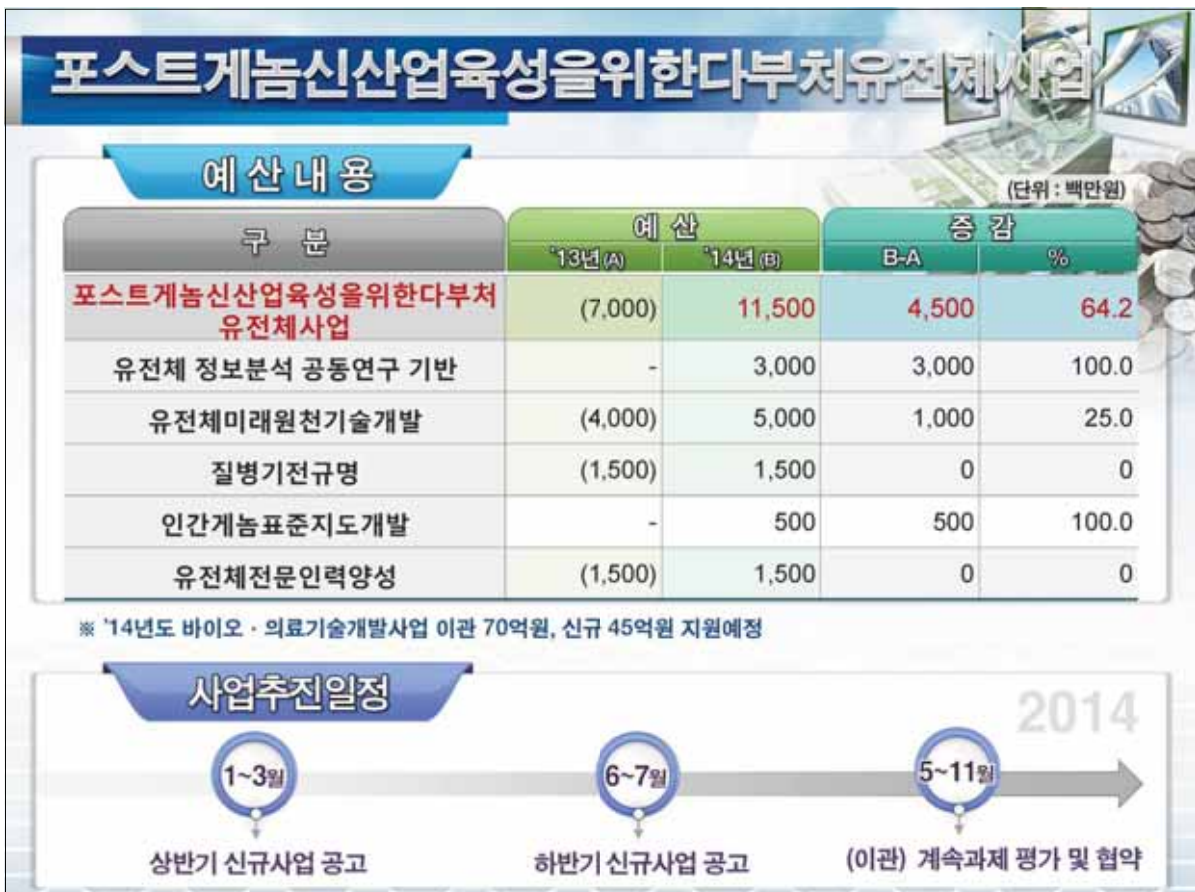 포스트게놈신산업육성을위한다부처유전체사업
예산내용
(단위 : 백만원)
구 분 예 산 증 감
'13년 (A) '14년 (B) B-A %
포스트게놈신산업육성을위한다부처
유전체사업 (7,000) 11,500 4,500 64.2
유전체 정보분석 공동연구 기반 - 3,000 3,000 100.0
유전체미래원천기술개발 (4,000) 5,000 1,000 25.0
질병기전규명 (1,500) 1,500 0 0
인간게놈표준지도개발 - 500 500 100.0
유전체전문인력양성 (1,500) 1,500 0 0
※ '14년도 바이오 · 의료기술개발사업 이관 70억원, 신규 45억원 지원예정
사업추진일정
2014
1~3월 6~7월 5~11월
상반기 신규사업 공고 하반기 신규사업 공고 (이관) 계속과제 평가 및 협약